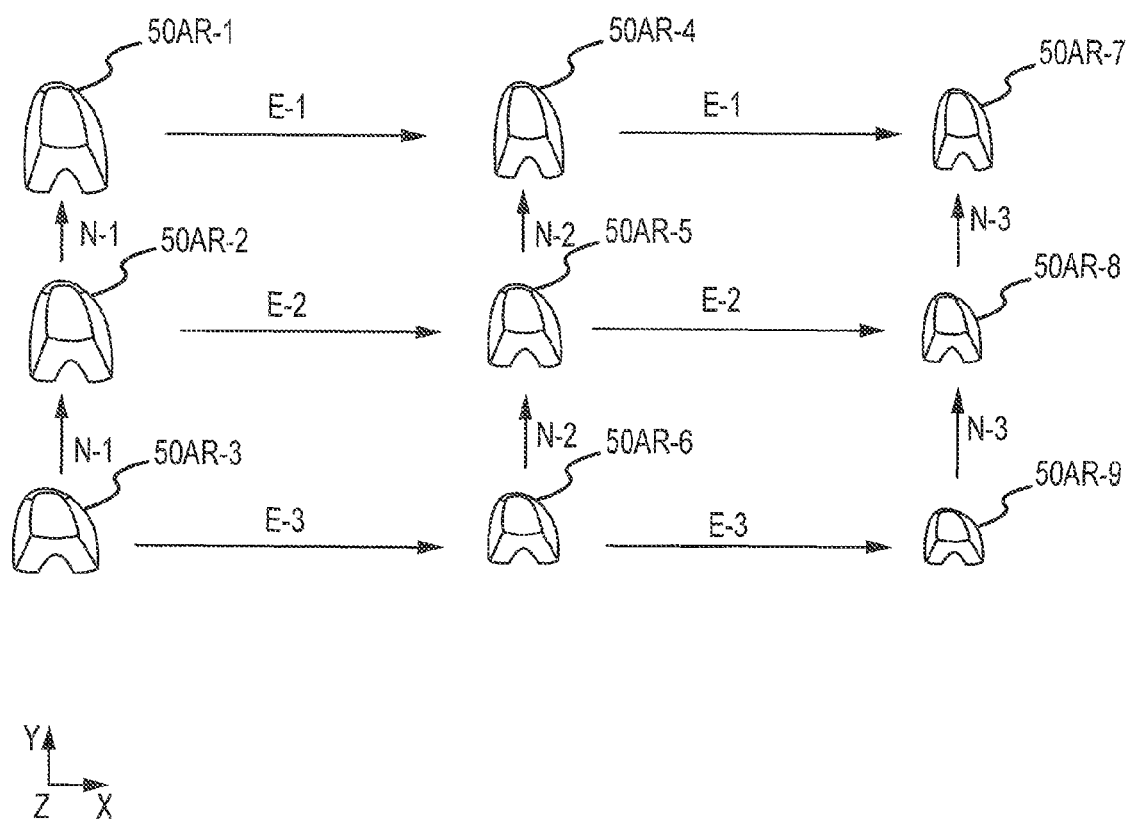 50AR-1
50AR-4
50AR-7
E-1
E-1
N-1
N-2
N-3
50AR-2
50AR-5
50AR-8
E-2
E-2
N-1
N-2
N-3
50AR-3
50AR-6
50AR-9
E-3
E-3
Y
Z X